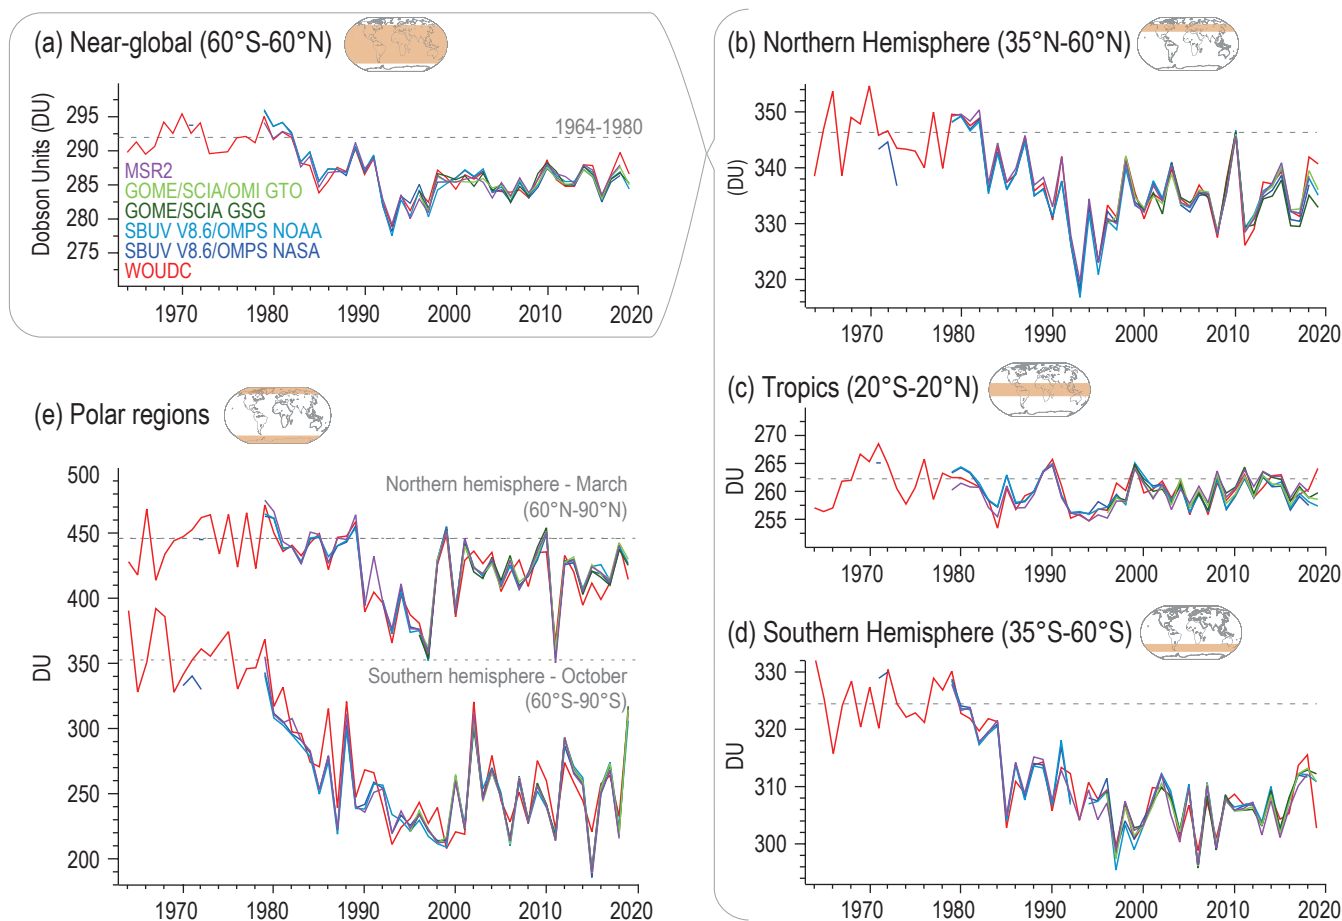 (a) Near-global (60°S-60°N)
Dobson Units (DU)
295
290
285
280
275
1964-1980
MSR2
GOME/SCIA/OMI GTO
GOME/SCIA GSG
SBUV V8.6/OMPS NOAA
SBUV V8.6/OMPS NASA
WOUDC
1970 1980 1990 2000 2010 2020
(b) Northern Hemisphere (35°N-60°N)
(DU)
350
340
330
320
1970 1980 1990 2000 2010 2020
(c) Tropics (20°S-20°N)
DU
270
265
260
255
1970 1980 1990 2000 2010 2020
(d) Southern Hemisphere (35°S-60°S)
DU
330
320
310
300
1970 1980 1990 2000 2010 2020
(e) Polar regions
DU
500
450
400
350
300
250
200
Northern hemisphere - March
(60°N-90°N)
Southern hemisphere - October
(60°S-90°S)
1970 1980 1990 2000 2010 2020